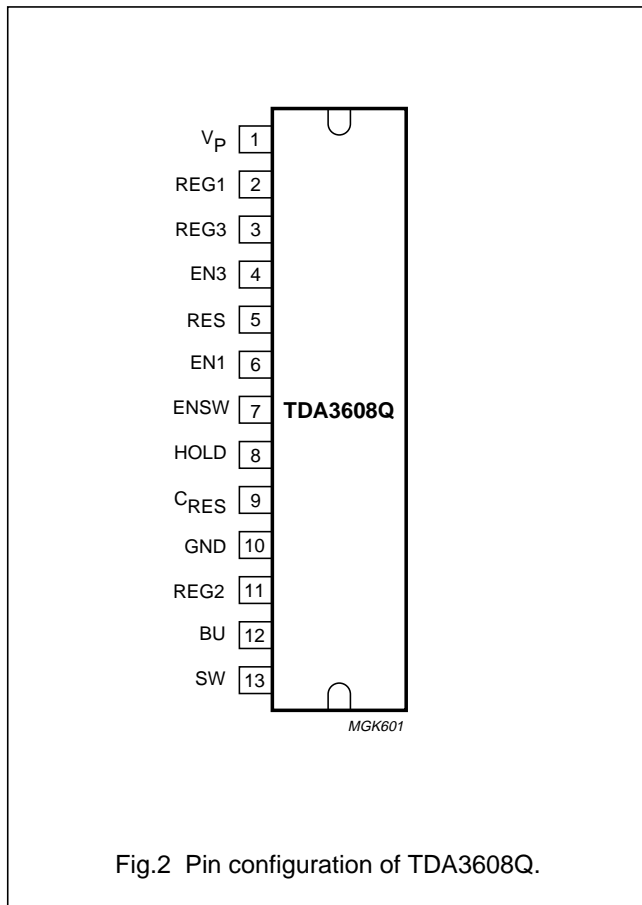 V_P 1
REG1 2
REG3 3
EN3 4
RES 5
EN1 6
ENSW 7 TDA3608Q
HOLD 8
C_RES 9
GND 10
REG2 11
BU 12
SW 13
MGK601
Fig.2 Pin configuration of TDA3608Q.